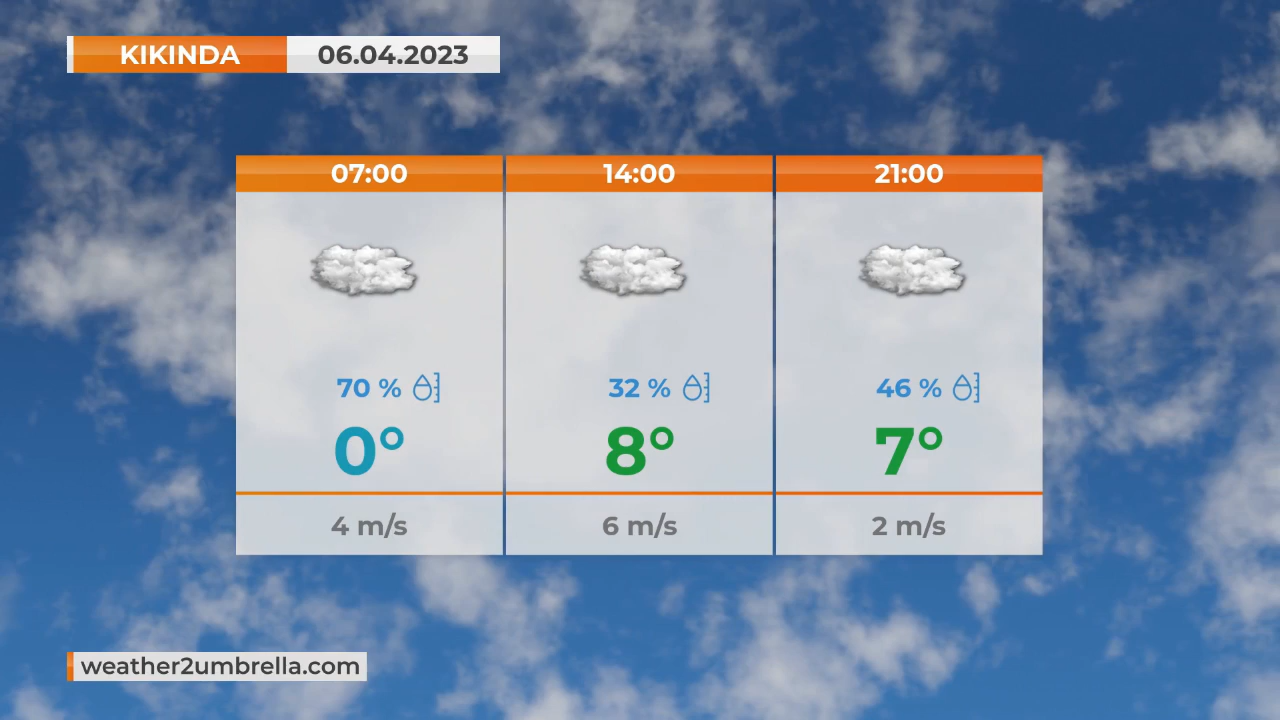 KIKINDA 06.04.2023
07:00 14:00 21:00
70 % 32 % 46 %
0° 8° 7°
4 m/s 6 m/s 2 m/s
weather2umbrella.com